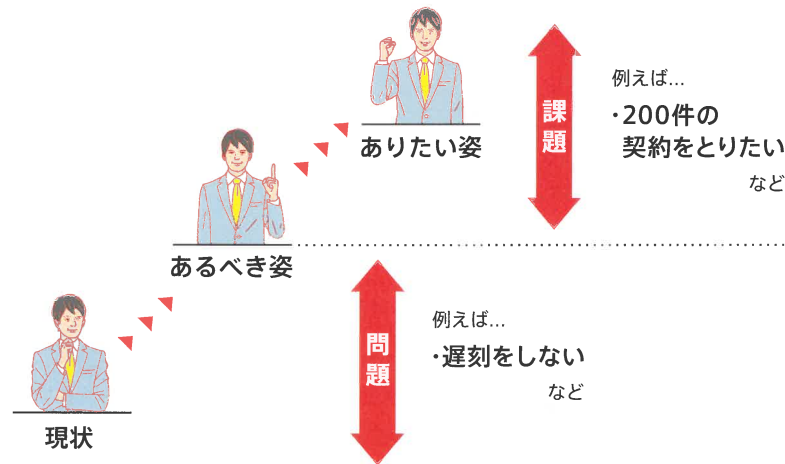 ありたい姿
課題
例えば…
・200件の
契約をとりたい
など
あるべき姿
問題
例えば…
・遅刻をしない
など
現状